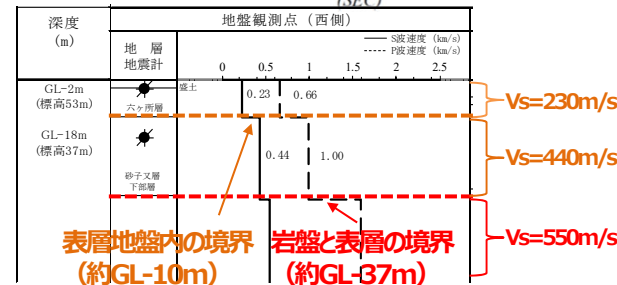 (SEC)
深度
(m)
地盤観測点（西側）
地 層
地震計
S波速度 (km/s)
P波速度 (km/s)
0 0.5 1 1.5 2 2.5
GL-2m
(標高53m)
盛土
六ヶ所層
0.23 0.66
Vs=230m/s
GL-18m
(標高37m)
砂子又層
下部層
0.44 1.00
Vs=440m/s
表層地盤内の境界
（約GL-10m）
岩盤と表層の境界
（約GL-37m）
Vs=550m/s